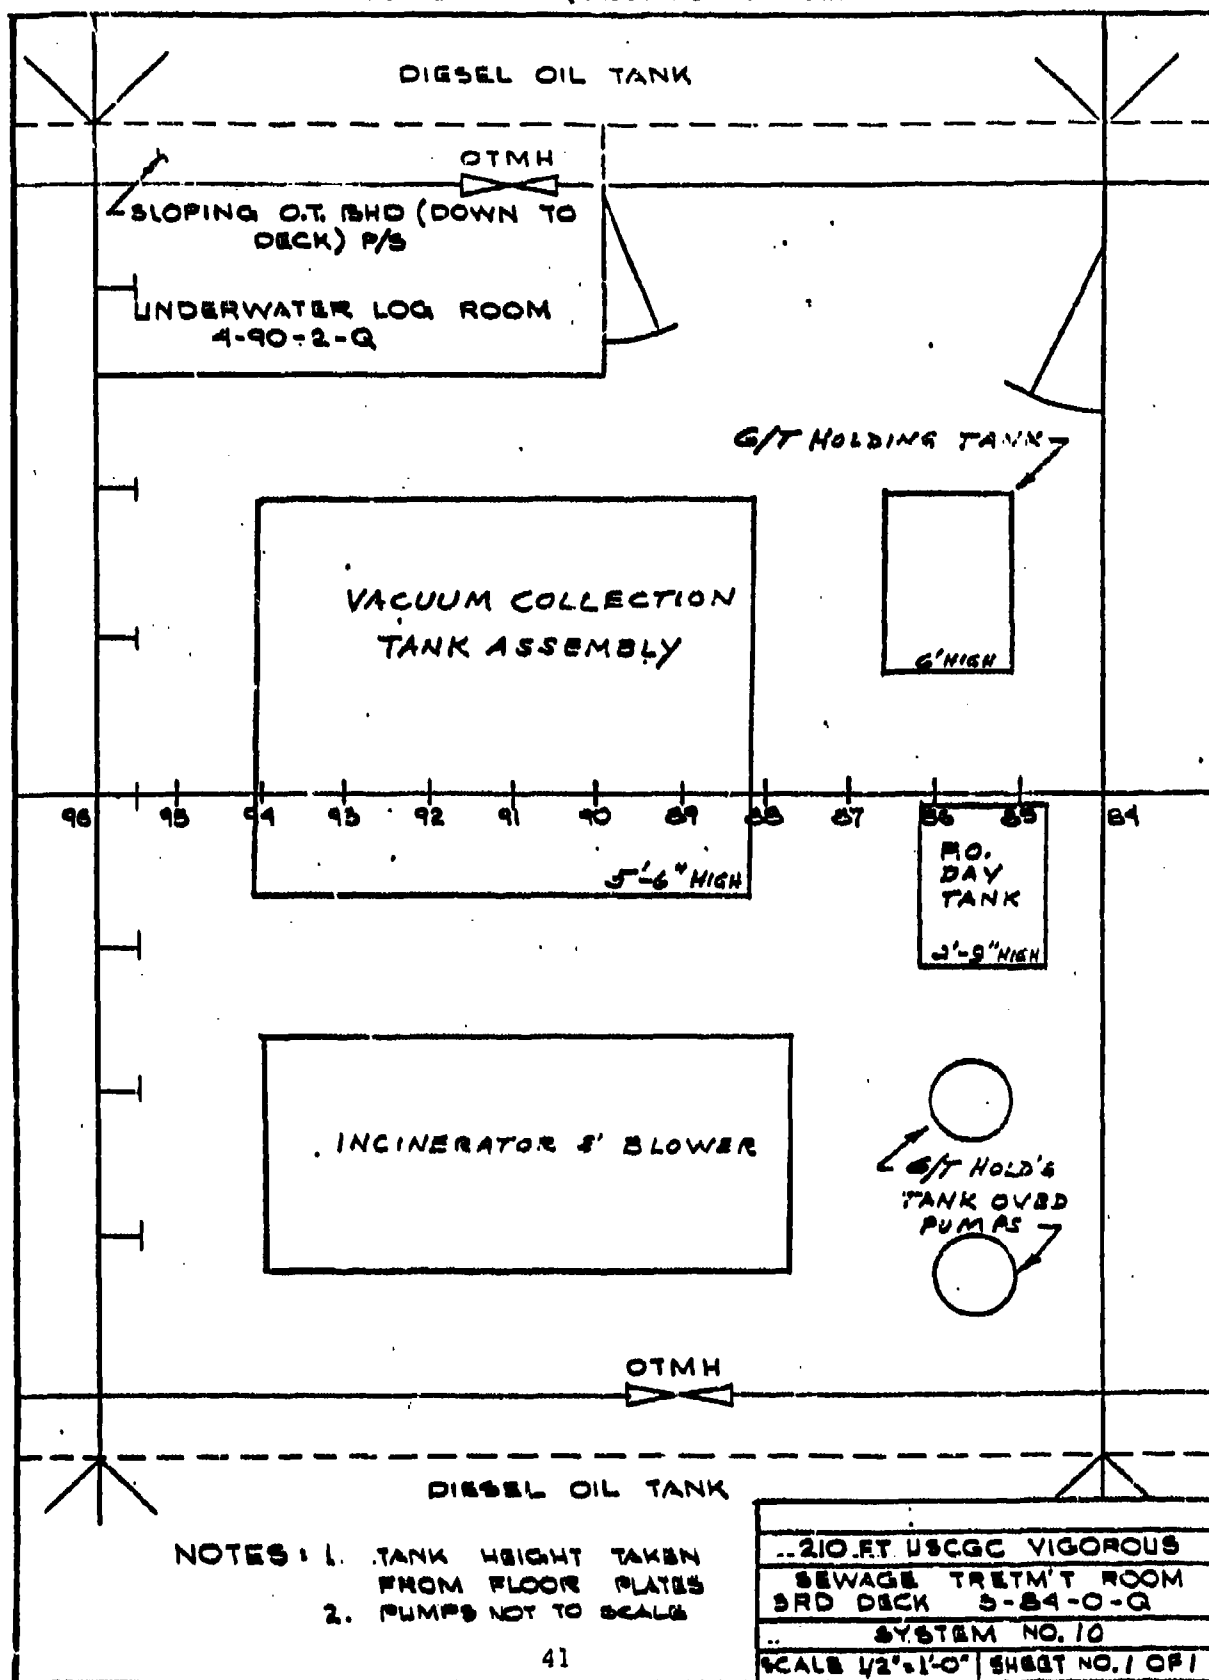 DIESEL OIL TANK
OTMH
SLOPING O.T. BHD (DOWN TO
DECK) P/S
UNDERWATER LOG ROOM
4-90-2-Q
G/T HOLDING TANK
VACUUM COLLECTION
TANK ASSEMBLY
6' HIGH
96 95 94 93 92 91 90 89 88 87 86 85 84
5'-6" HIGH
F.O.
DAY
TANK
2'-9" HIGH
INCINERATOR & BLOWER
G/T HOLD'G
TANK OVBD
PUMPS
OTMH
DIESEL OIL TANK
NOTES: 1. TANK HEIGHT TAKEN
FROM FLOOR PLATES
2. PUMPS NOT TO SCALE
210 FT USCGC VIGOROUS
SEWAGE TRETM'T ROOM
3RD DECK 3-84-0-Q
SYSTEM NO. 10
SCALE 1/2"=1'-0" SHEET NO. 1 OF 1
41